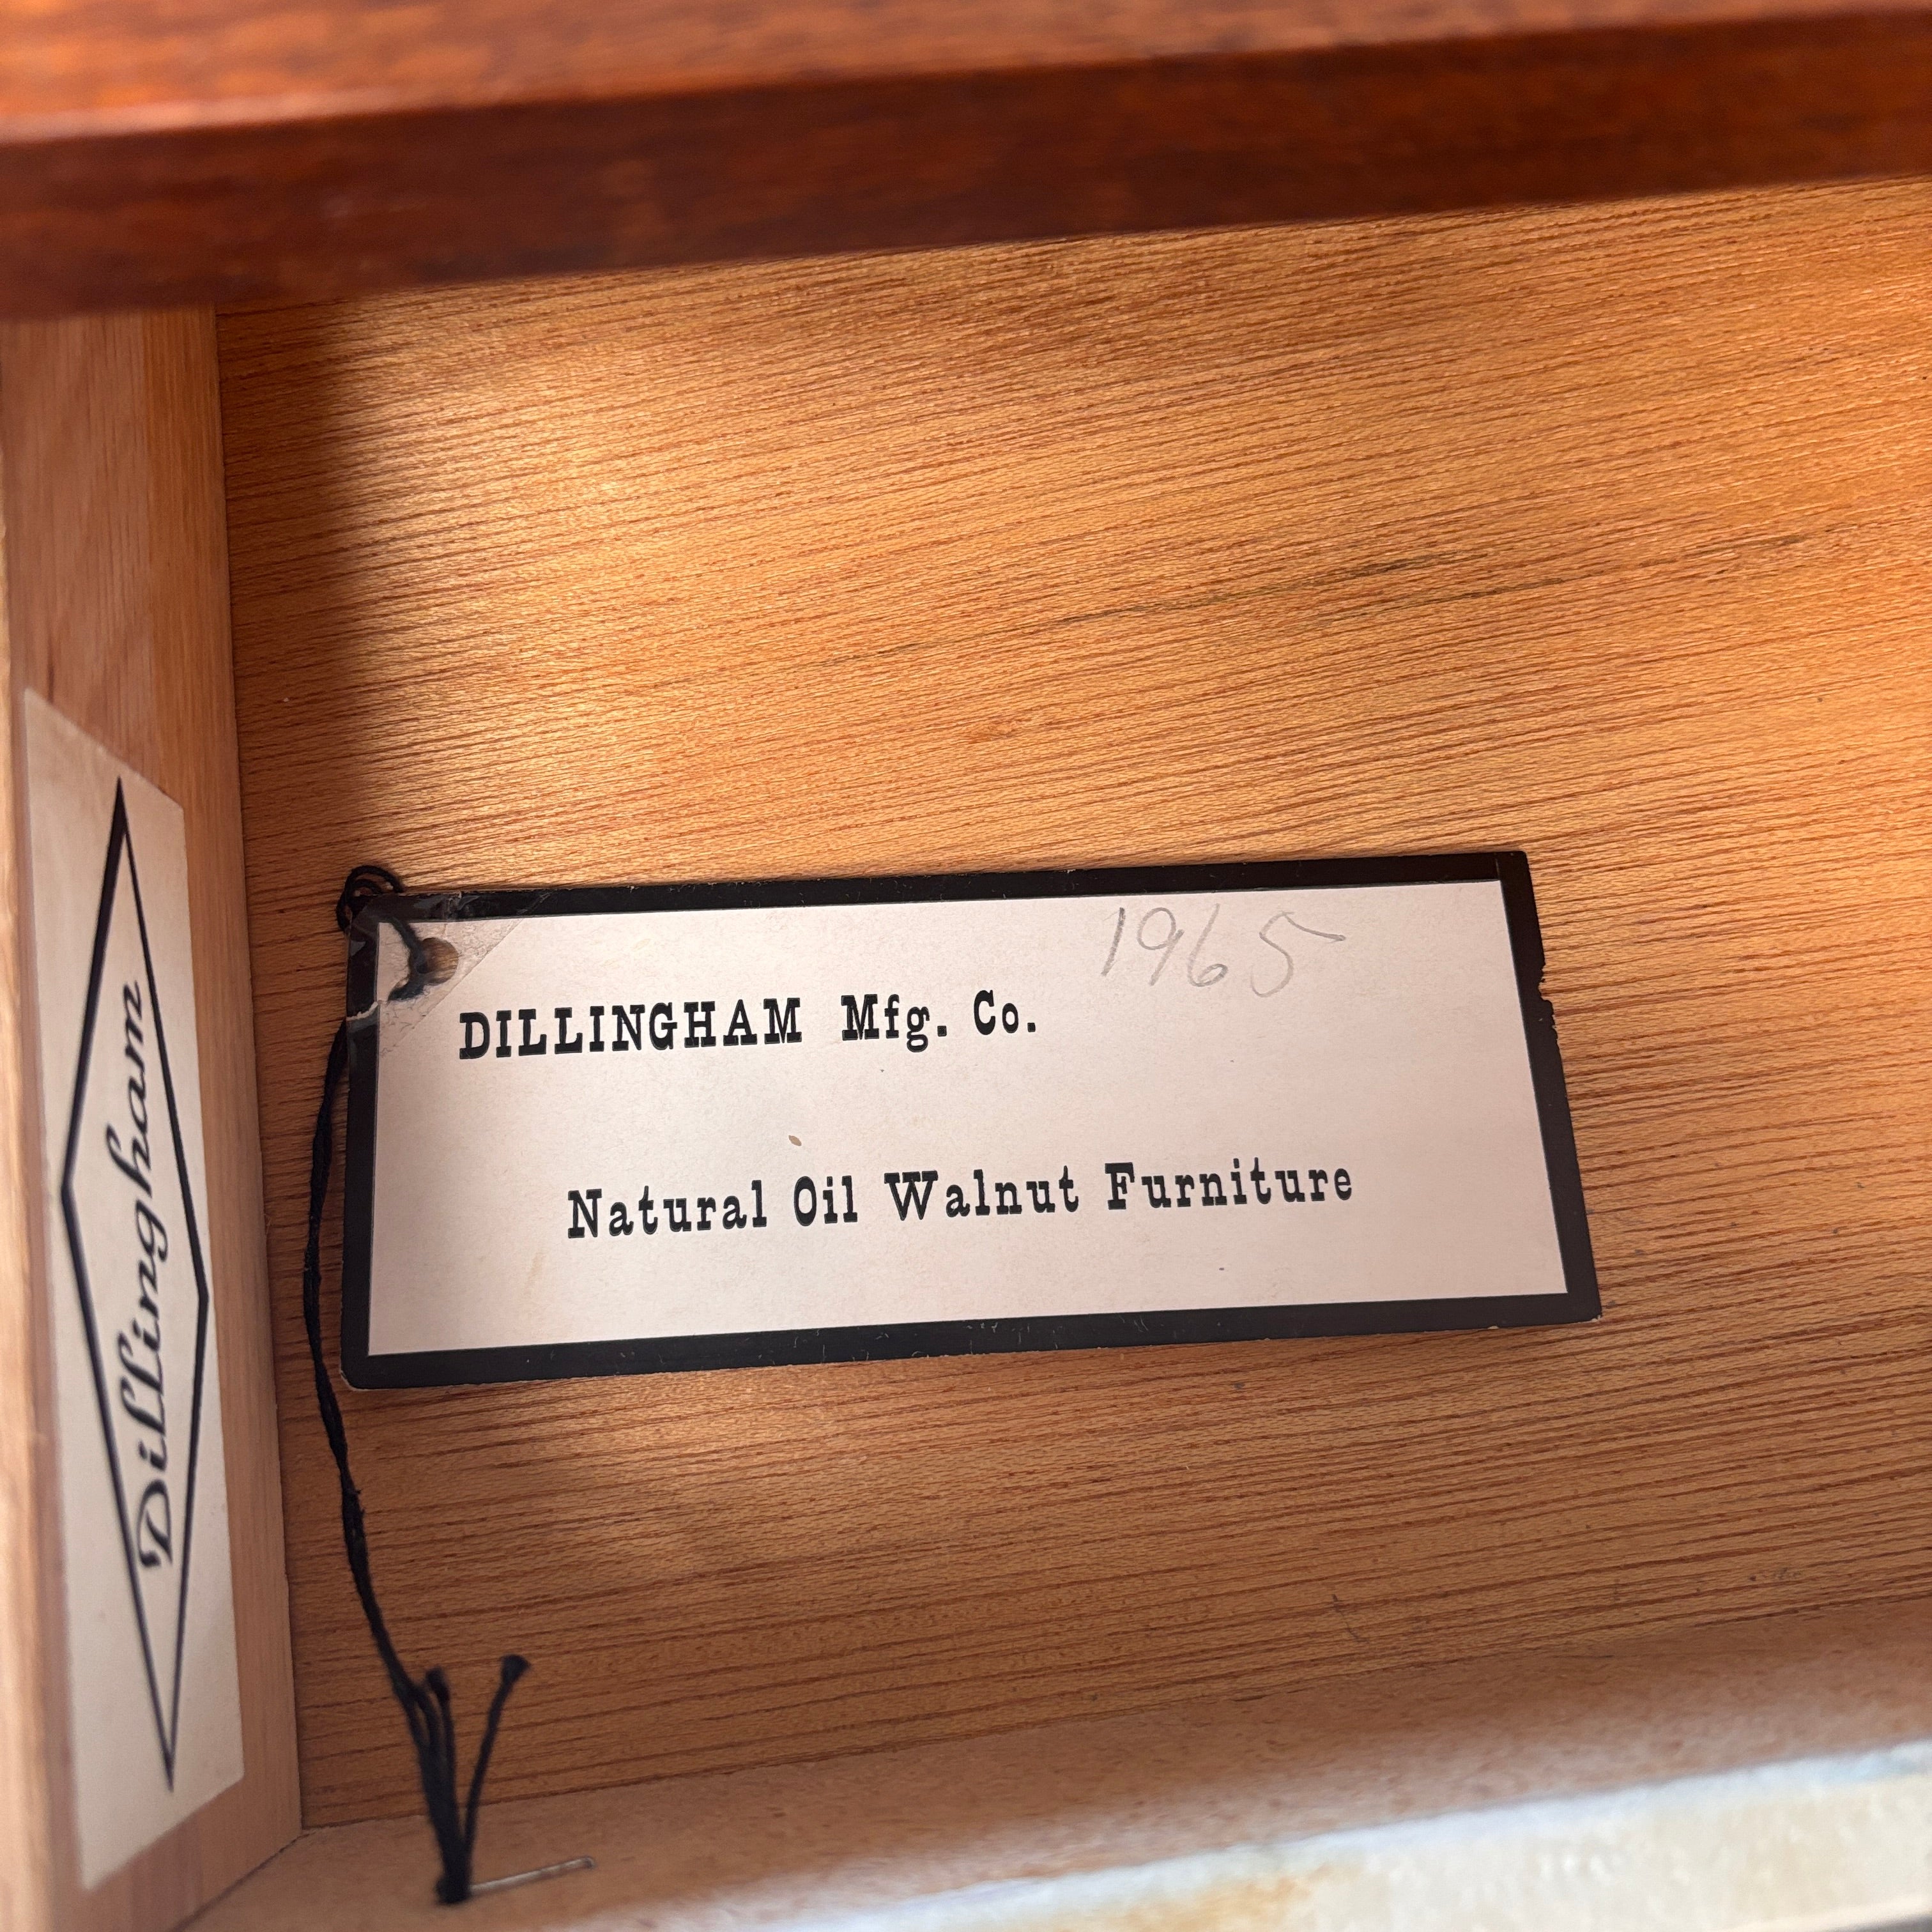 Dillingham
1965
DILLINGHAM Mfg. Co.
Natural Oil Walnut Furniture